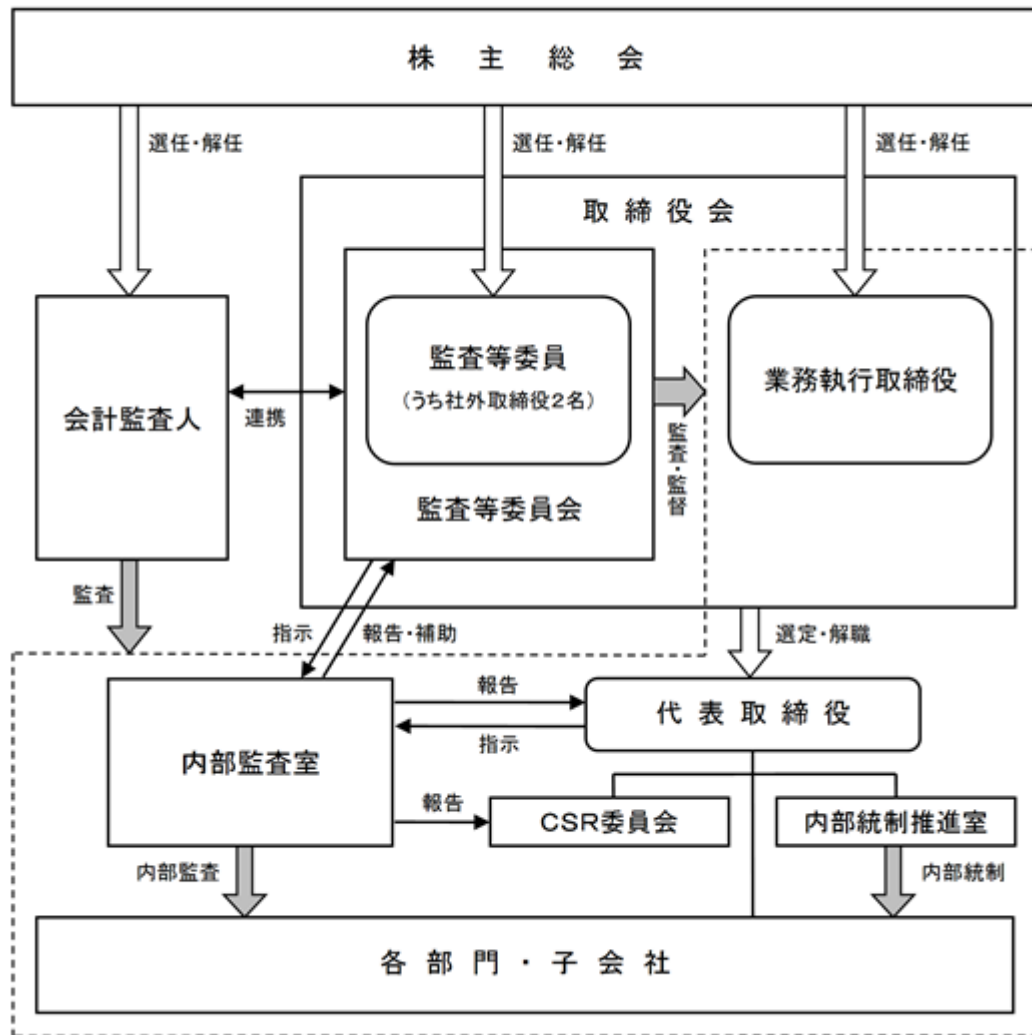 株主総会
選任・解任
選任・解任
選任・解任
取締役会
監査等委員
(うち社外取締役2名)
監査等委員会
業務執行取締役
会計監査人
連携
監査・監督
監査
指示
報告・補助
選定・解職
報告
代表取締役
指示
内部監査室
報告
CSR委員会
内部統制推進室
内部監査
内部統制
各部門・子会社